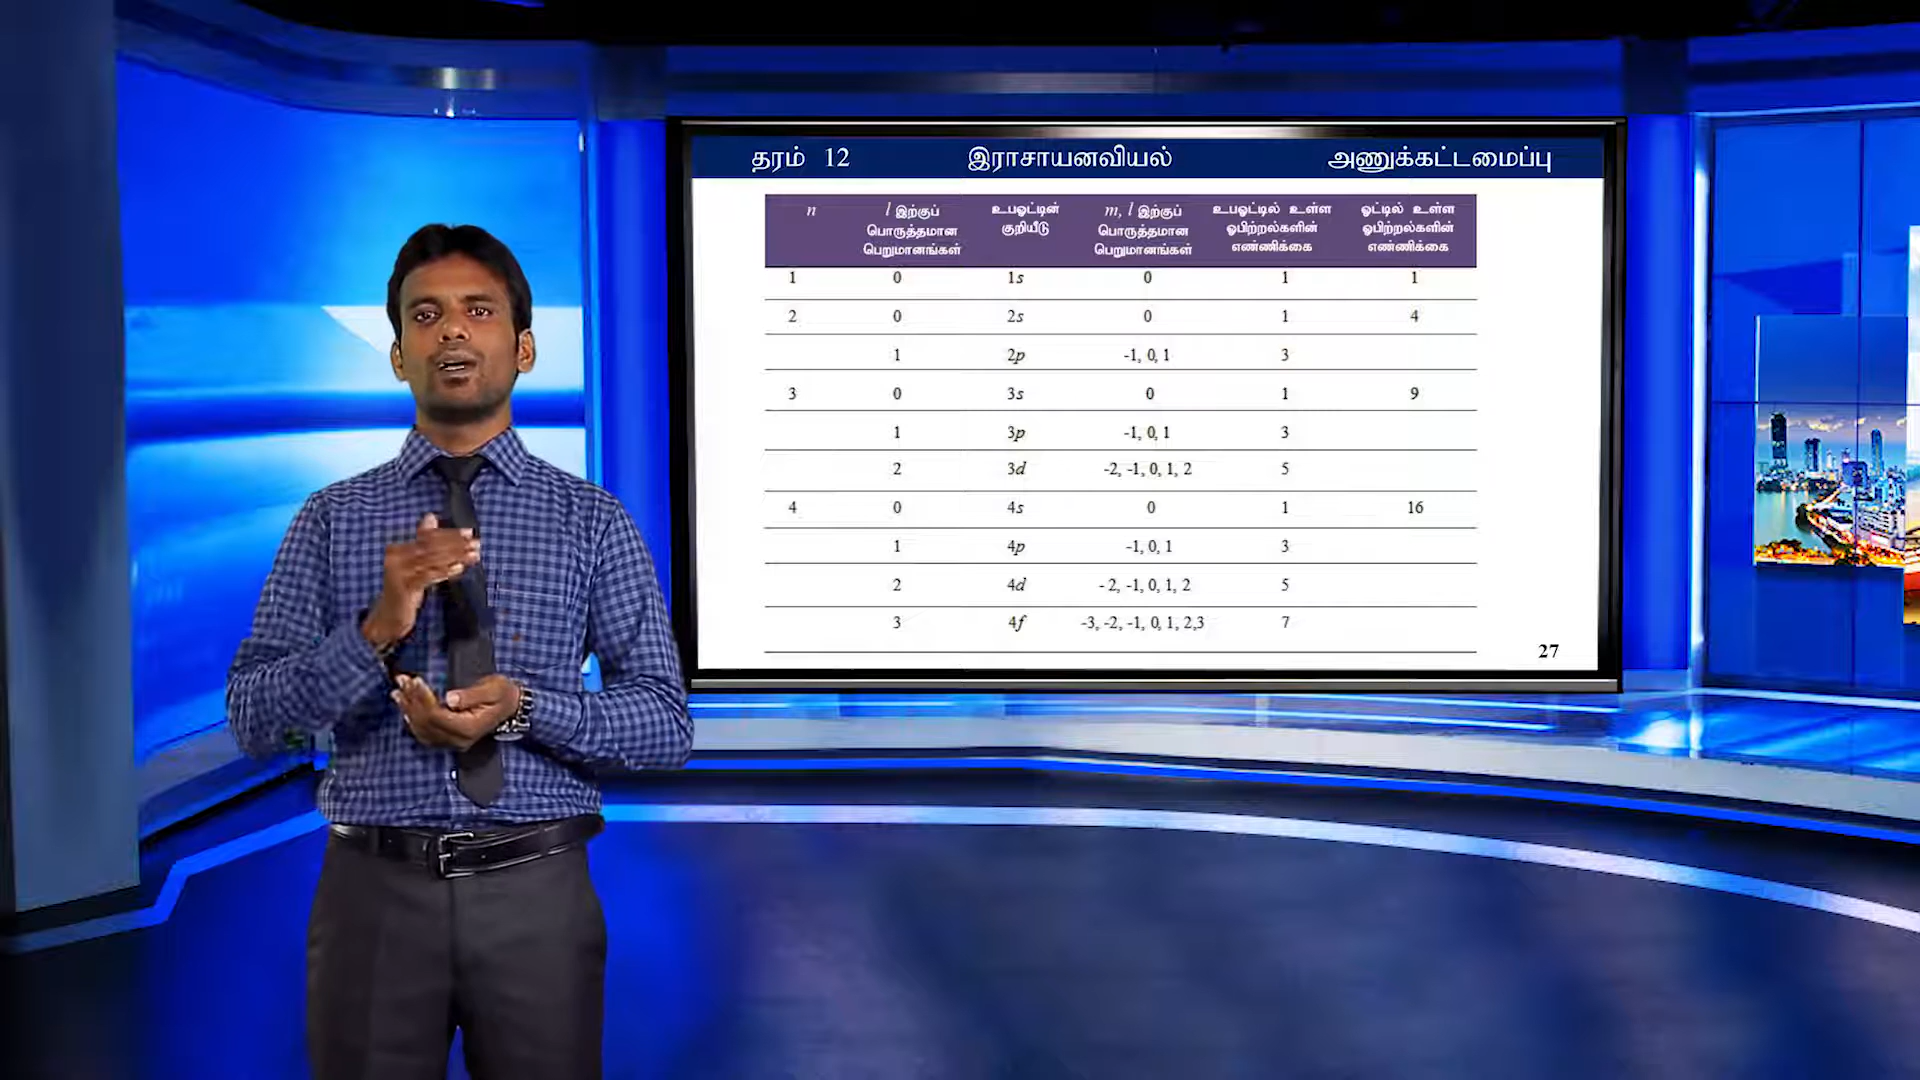 தரம் 12 இராசாயனவியல் அணுக்கட்டமைப்பு
n l இற்குப் பொருத்தமான பெறுமானங்கள் உபஓட்டின் குறியீடு m, l இற்குப் பொருத்தமான பெறுமானங்கள் உபஓட்டில் உள்ள ஓபிற்றல்களின் எண்ணிக்கை ஓட்டில் உள்ள ஓபிற்றல்களின் எண்ணிக்கை
1 0 1s 0 1 1
2 0 2s 0 1 4
1 2p -1, 0, 1 3
3 0 3s 0 1 9
1 3p -1, 0, 1 3
2 3d -2, -1, 0, 1, 2 5
4 0 4s 0 1 16
1 4p -1, 0, 1 3
2 4d - 2, -1, 0, 1, 2 5
3 4f -3, -2, -1, 0, 1, 2,3 7
27